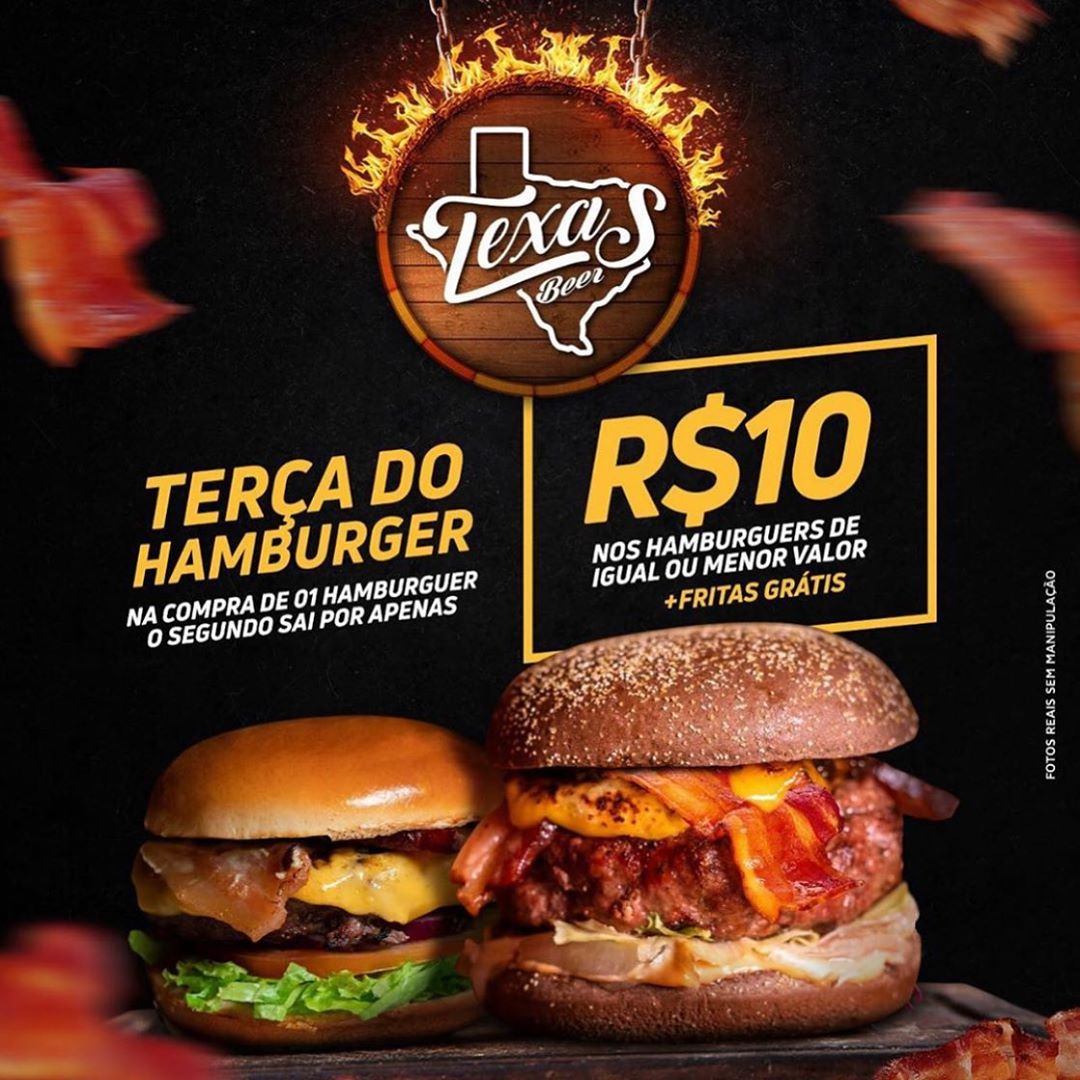 Texas
Beer
TERÇA DO
HAMBURGER
NA COMPRA DE 01 HAMBURGUER
O SEGUNDO SAI POR APENAS
R$10
NOS HAMBURGUERS DE
IGUAL OU MENOR VALOR
+FRITAS GRÁTIS
FOTOS REAIS SEM MANIPULAÇÃO